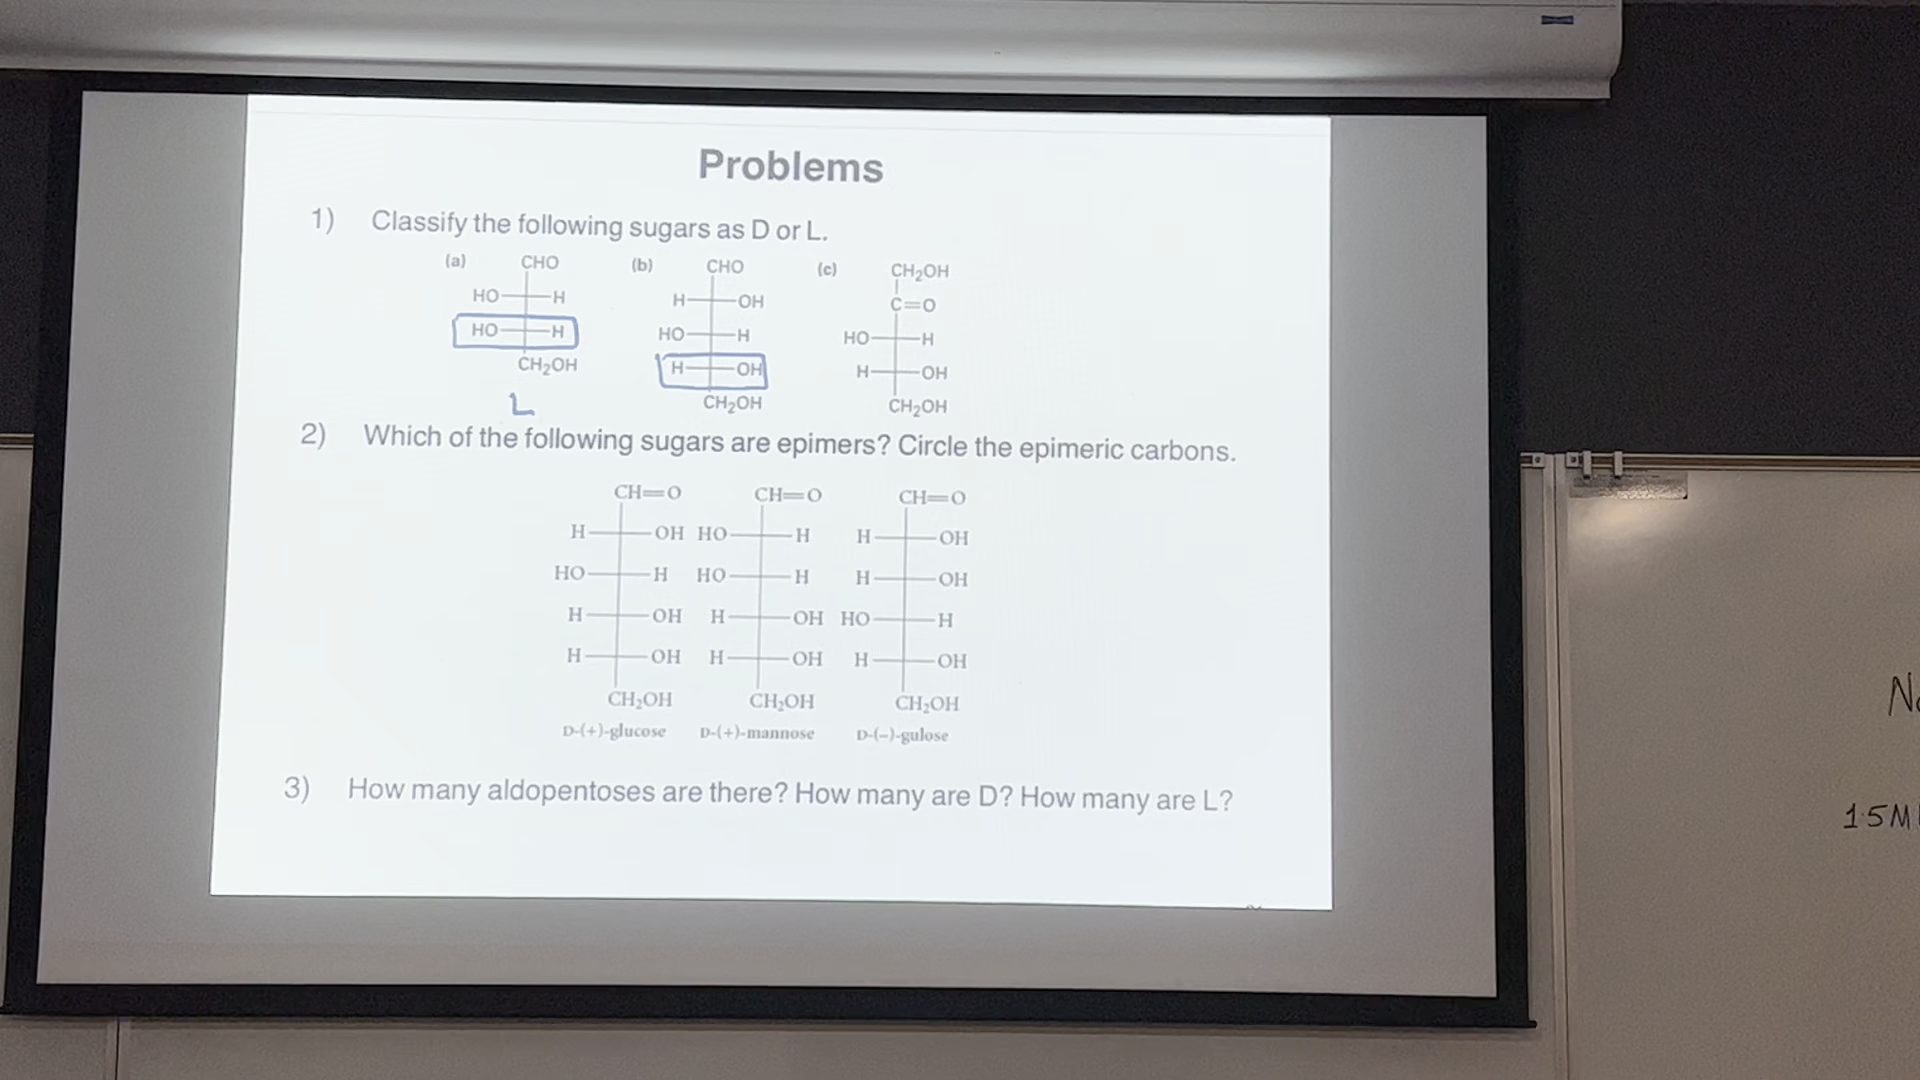 Problems
1) Classify the following sugars as D or L.
(a) CHO (b) CHO (c) CH₂OH
C=O
HO H H OH
HO H HO H HO H
CH₂OH H OH H OH
CH₂OH CH₂OH
L
2) Which of the following sugars are epimers? Circle the epimeric carbons.
CH=O CH=O CH=O
H OH HO H H OH
HO H HO H H OH
H OH H OH HO H
H OH H OH H OH
CH₂OH CH₂OH CH₂OH
D-(+)-glucose D-(+)-mannose D-(−)-gulose
3) How many aldopentoses are there? How many are D? How many are L?